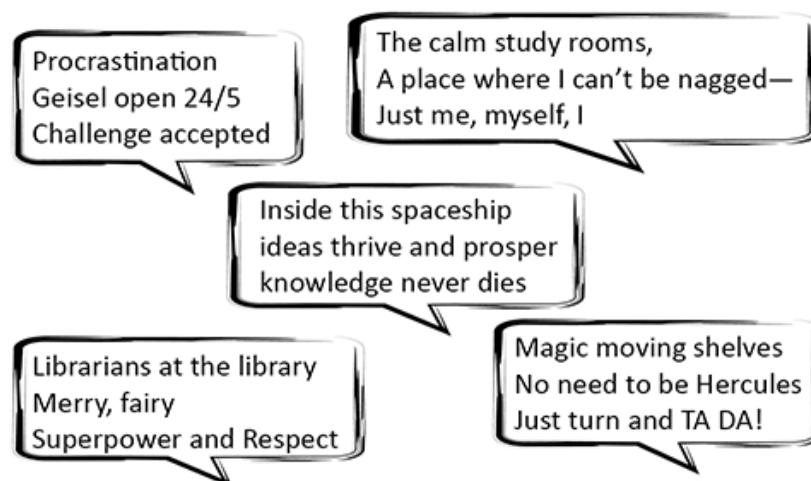 Procrastination
Geisel open 24/5
Challenge accepted
The calm study rooms,
A place where I can’t be nagged—
Just me, myself, I
Inside this spaceship
ideas thrive and prosper
knowledge never dies
Librarians at the library
Merry, fairy
Superpower and Respect
Magic moving shelves
No need to be Hercules
Just turn and TA DA!